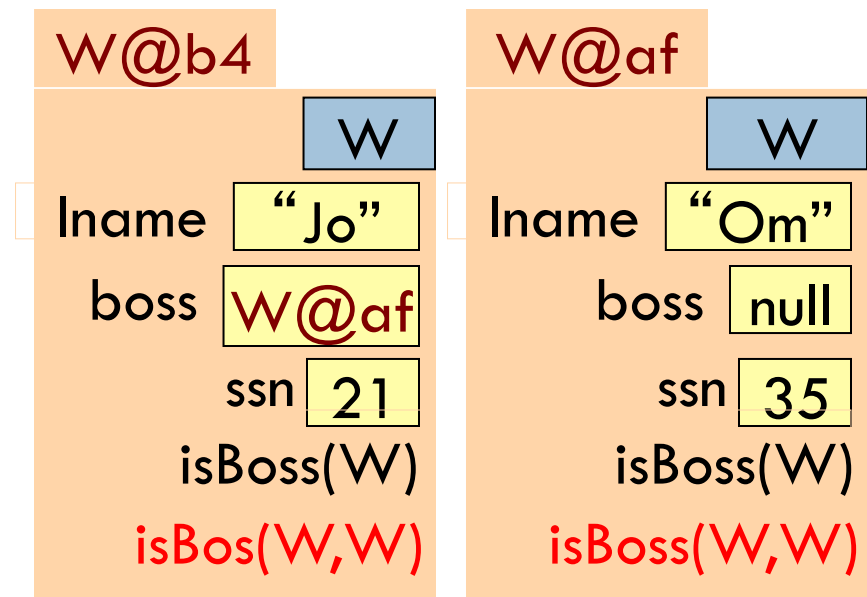 W@b4
W
lname “Jo”
boss W@af
ssn 21
isBoss(W)
isBos(W,W)
W@af
W
lname “Om”
boss null
ssn 35
isBoss(W)
isBoss(W,W)